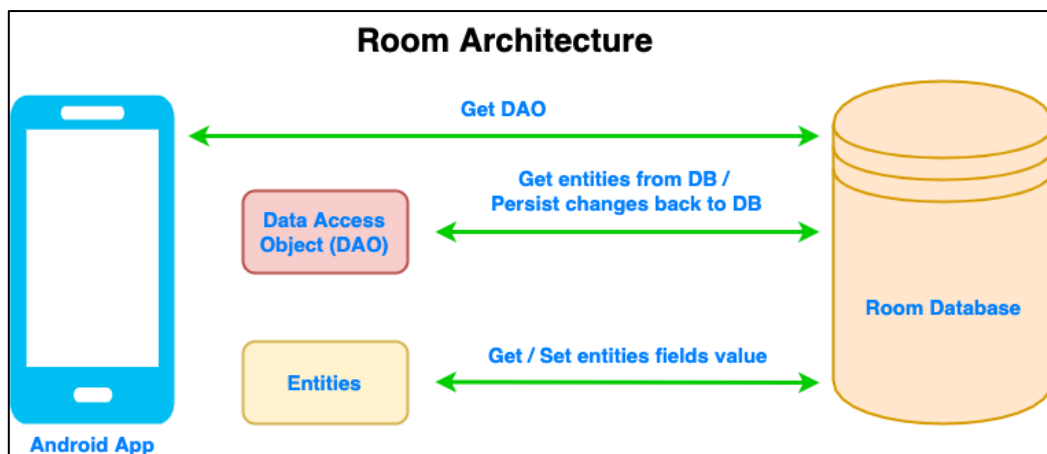 Room Architecture
Get DAO
Get entities from DB /
Persist changes back to DB
Data Access
Object (DAO)
Room Database
Get / Set entities fields value
Entities
Android App